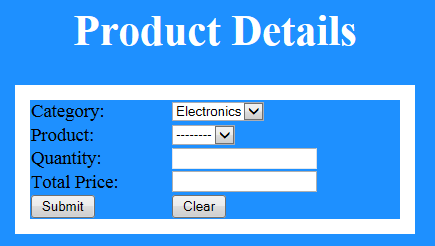 Product Details
Category: Electronics
Product: --------
Quantity:
Total Price:
Submit Clear